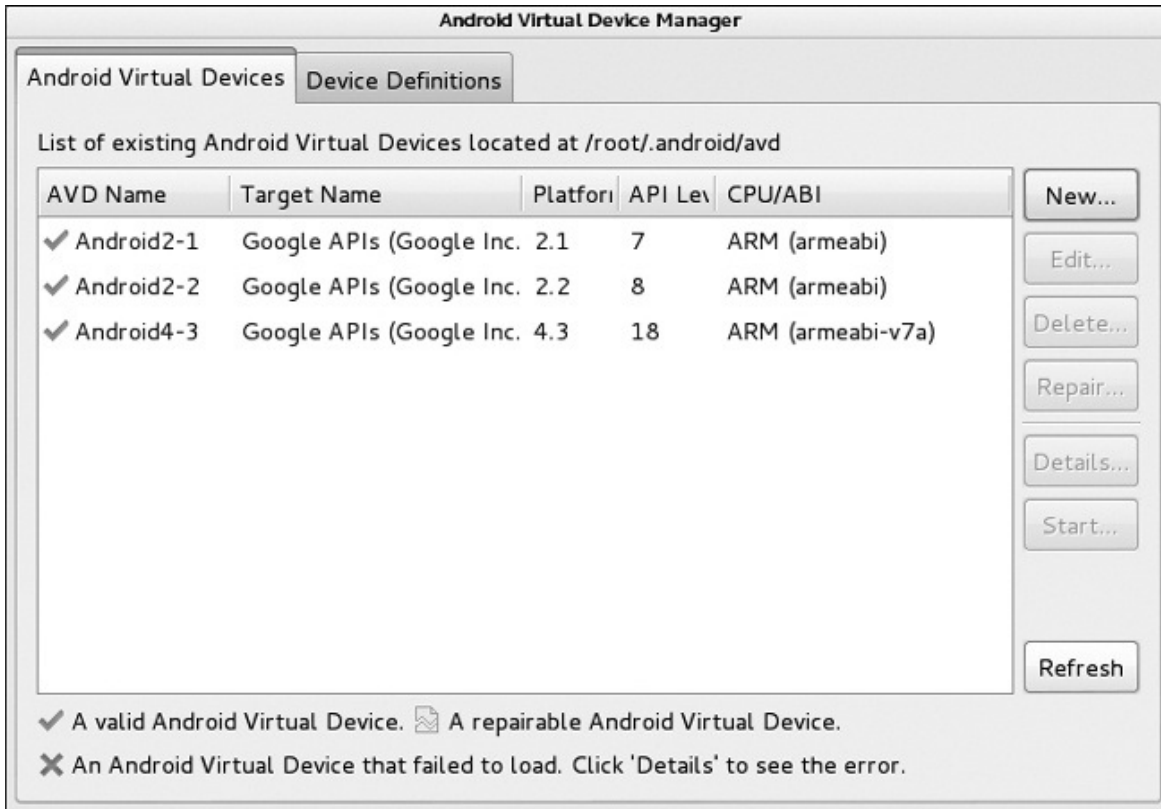 Android Virtual Device Manager
Android Virtual Devices
Device Definitions
List of existing Android Virtual Devices located at /root/.android/avd
AVD Name Target Name Platforr API Lev CPU/ABI
Android2-1 Google APIs (Google Inc. 2.1 7 ARM (armeabi)
Android2-2 Google APIs (Google Inc. 2.2 8 ARM (armeabi)
Android4-3 Google APIs (Google Inc. 4.3 18 ARM (armeabi-v7a)
New...
Edit...
Delete...
Repair...
Details...
Start...
Refresh
A valid Android Virtual Device. A repairable Android Virtual Device.
An Android Virtual Device that failed to load. Click 'Details' to see the error.